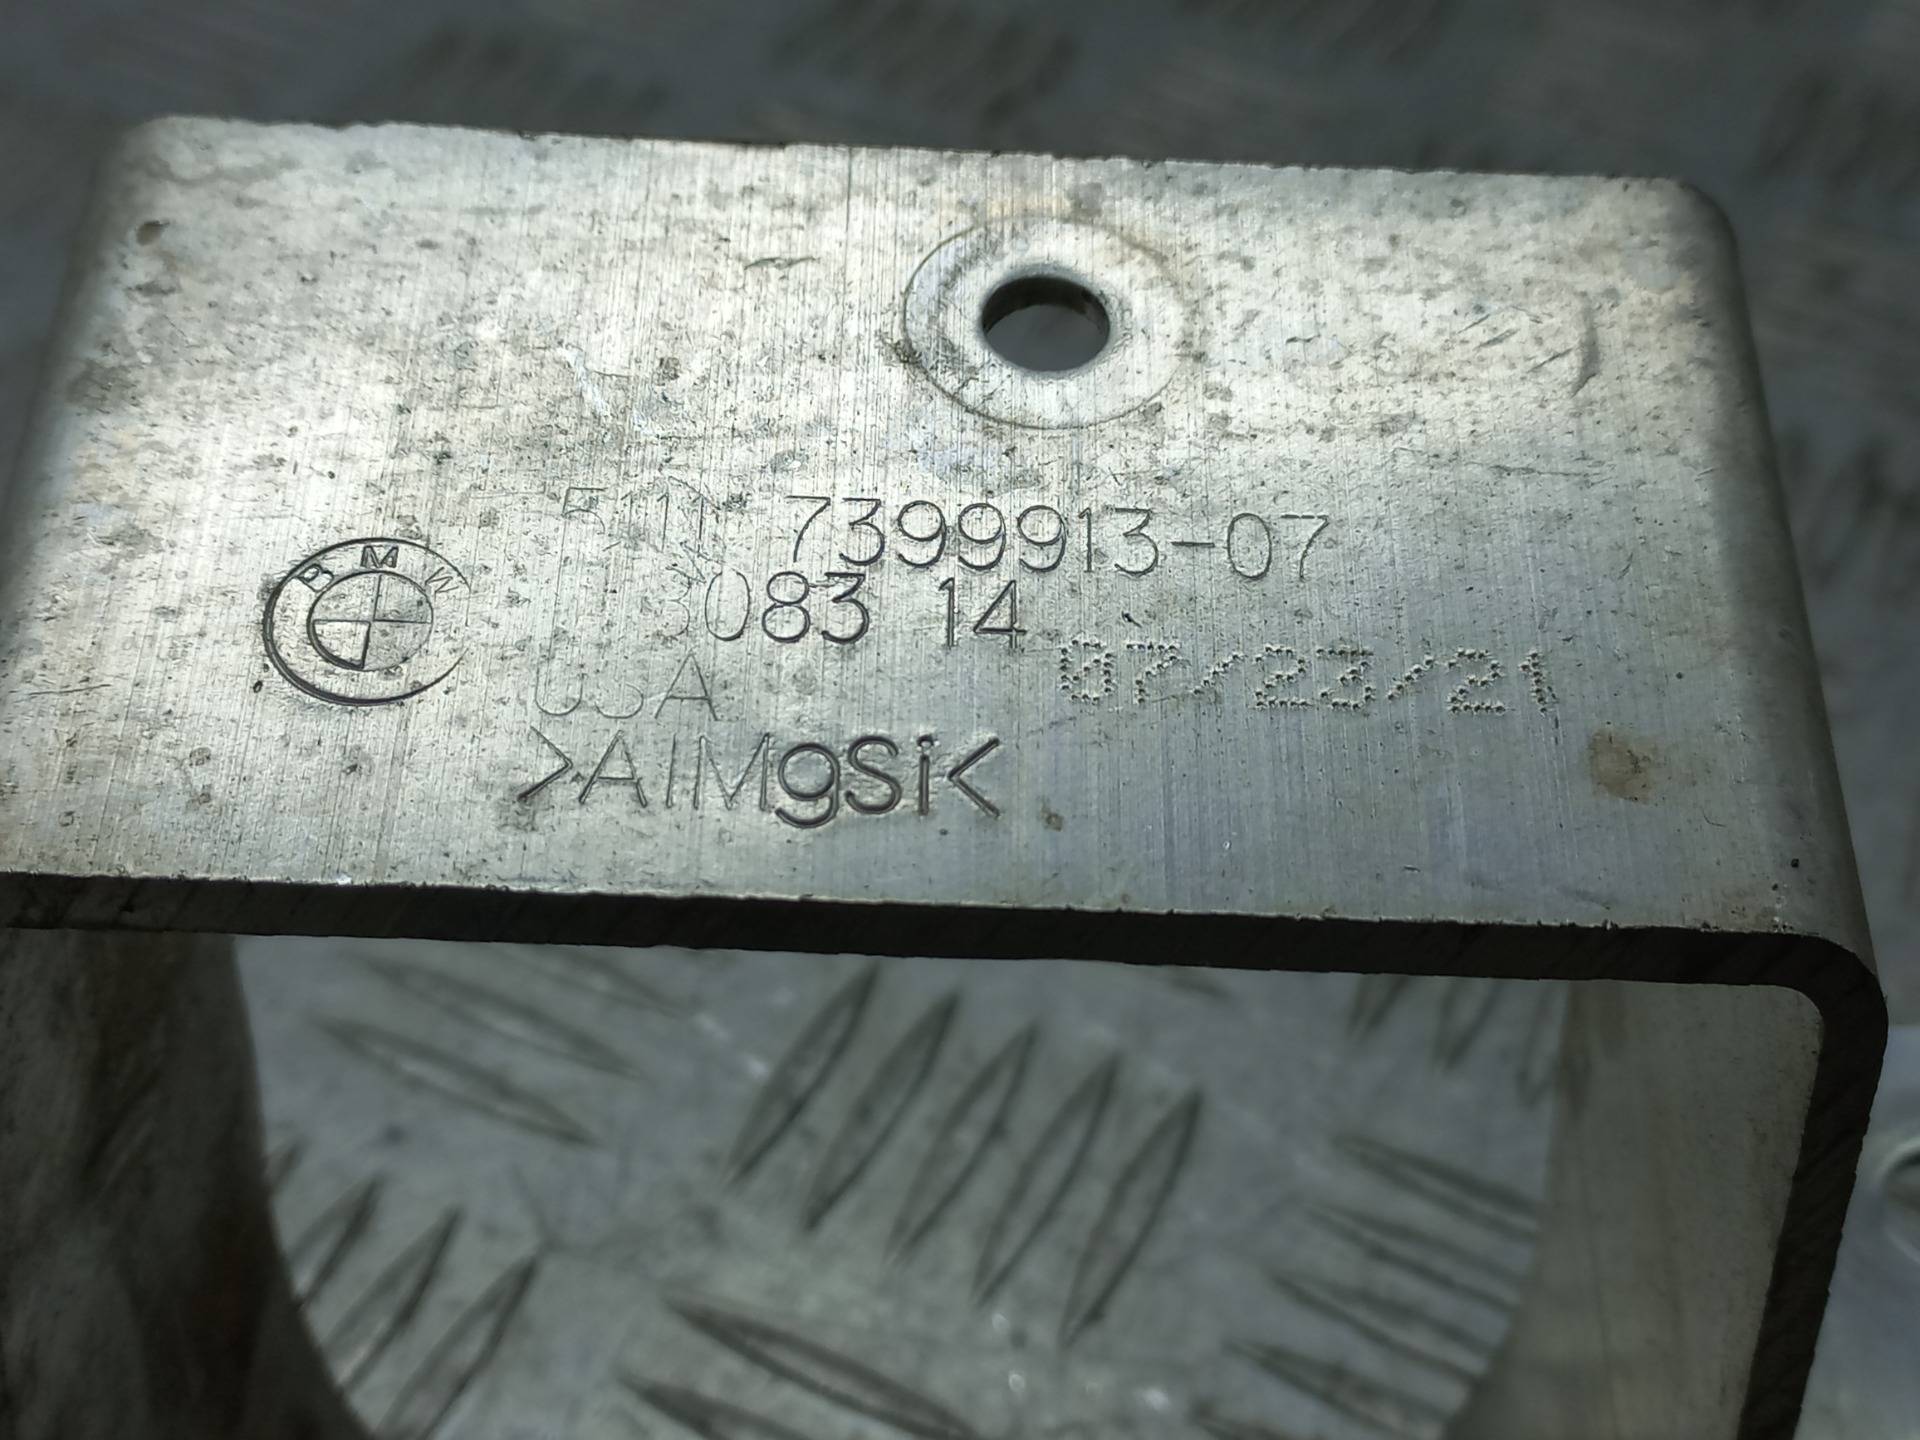 5111 7399913-07
BMW
3083 14
07/23/21
USA
>AlMgSi<